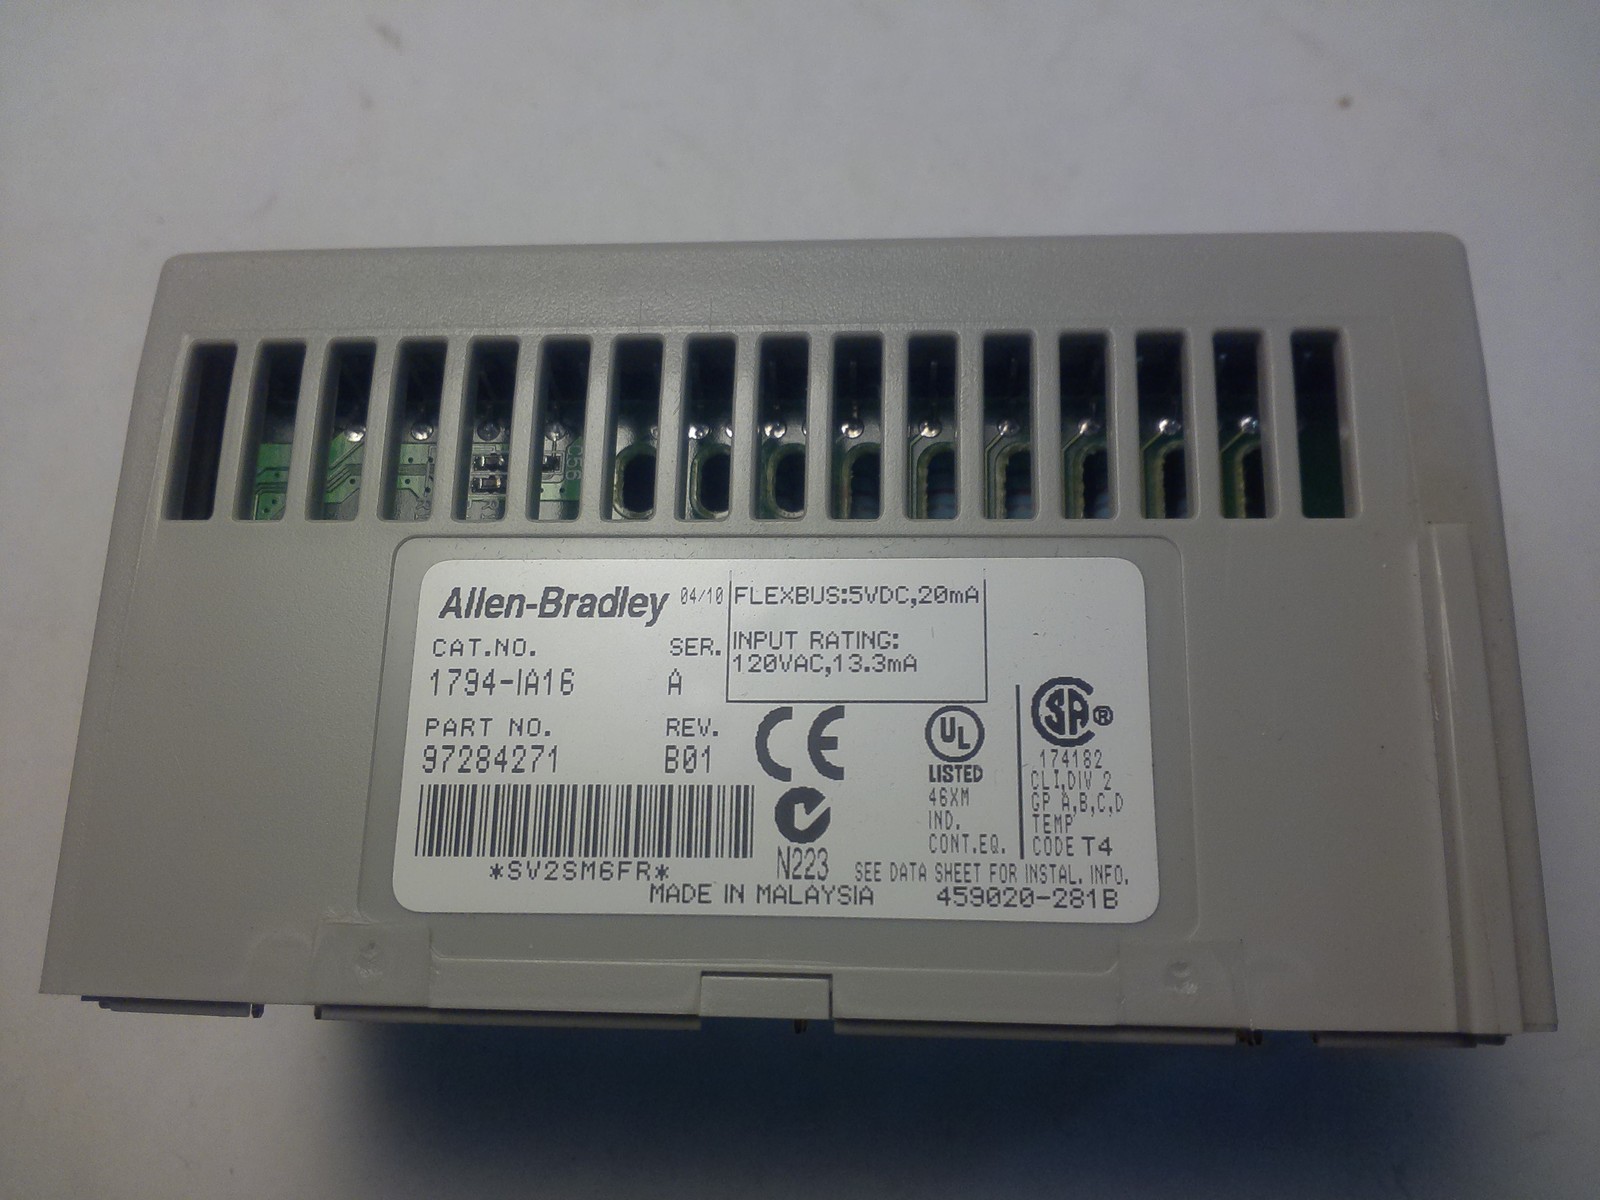 Allen-Bradley 04/10
FLEXBUS:5VDC,20mA
INPUT RATING:
120VAC,13.3mA
CAT.NO. SER.
1794-IA16 A
PART NO. REV.
97284271 B01
*SV2SM6FR*
CE
N223
UL
LISTED
46XM
IND.
CONT.EQ.
SA®
174182
CL I,DIV 2
GP A,B,C,D
TEMP
CODE T4
SEE DATA SHEET FOR INSTAL. INFO.
MADE IN MALAYSIA 459020-281B
C56